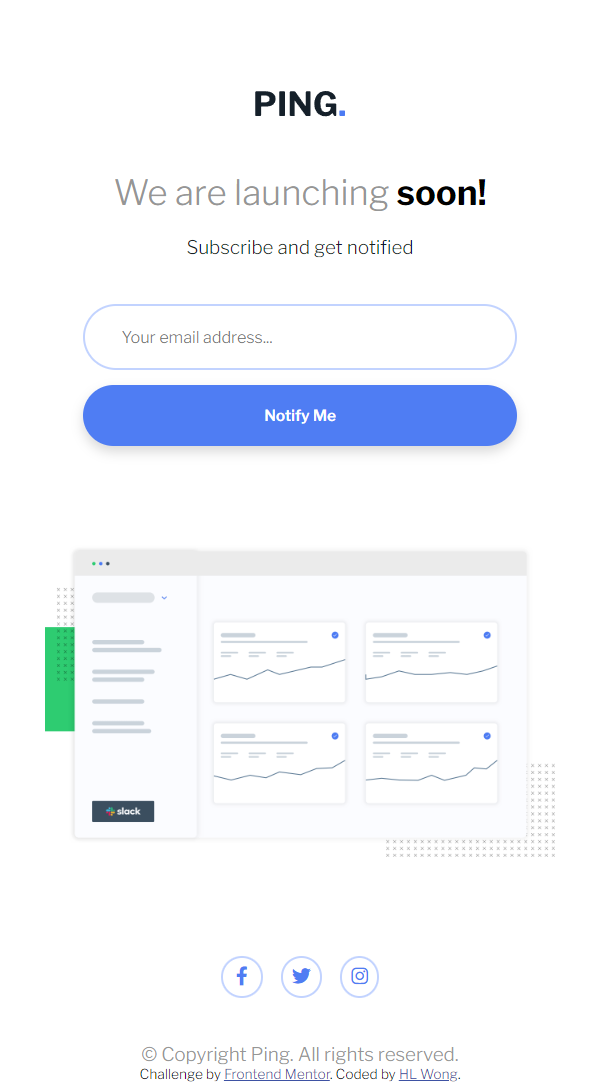 PING.
We are launching soon!
Subscribe and get notified
Your email address...
Notify Me
slack
© Copyright Ping. All rights reserved.
Challenge by Frontend Mentor. Coded by HL Wong.